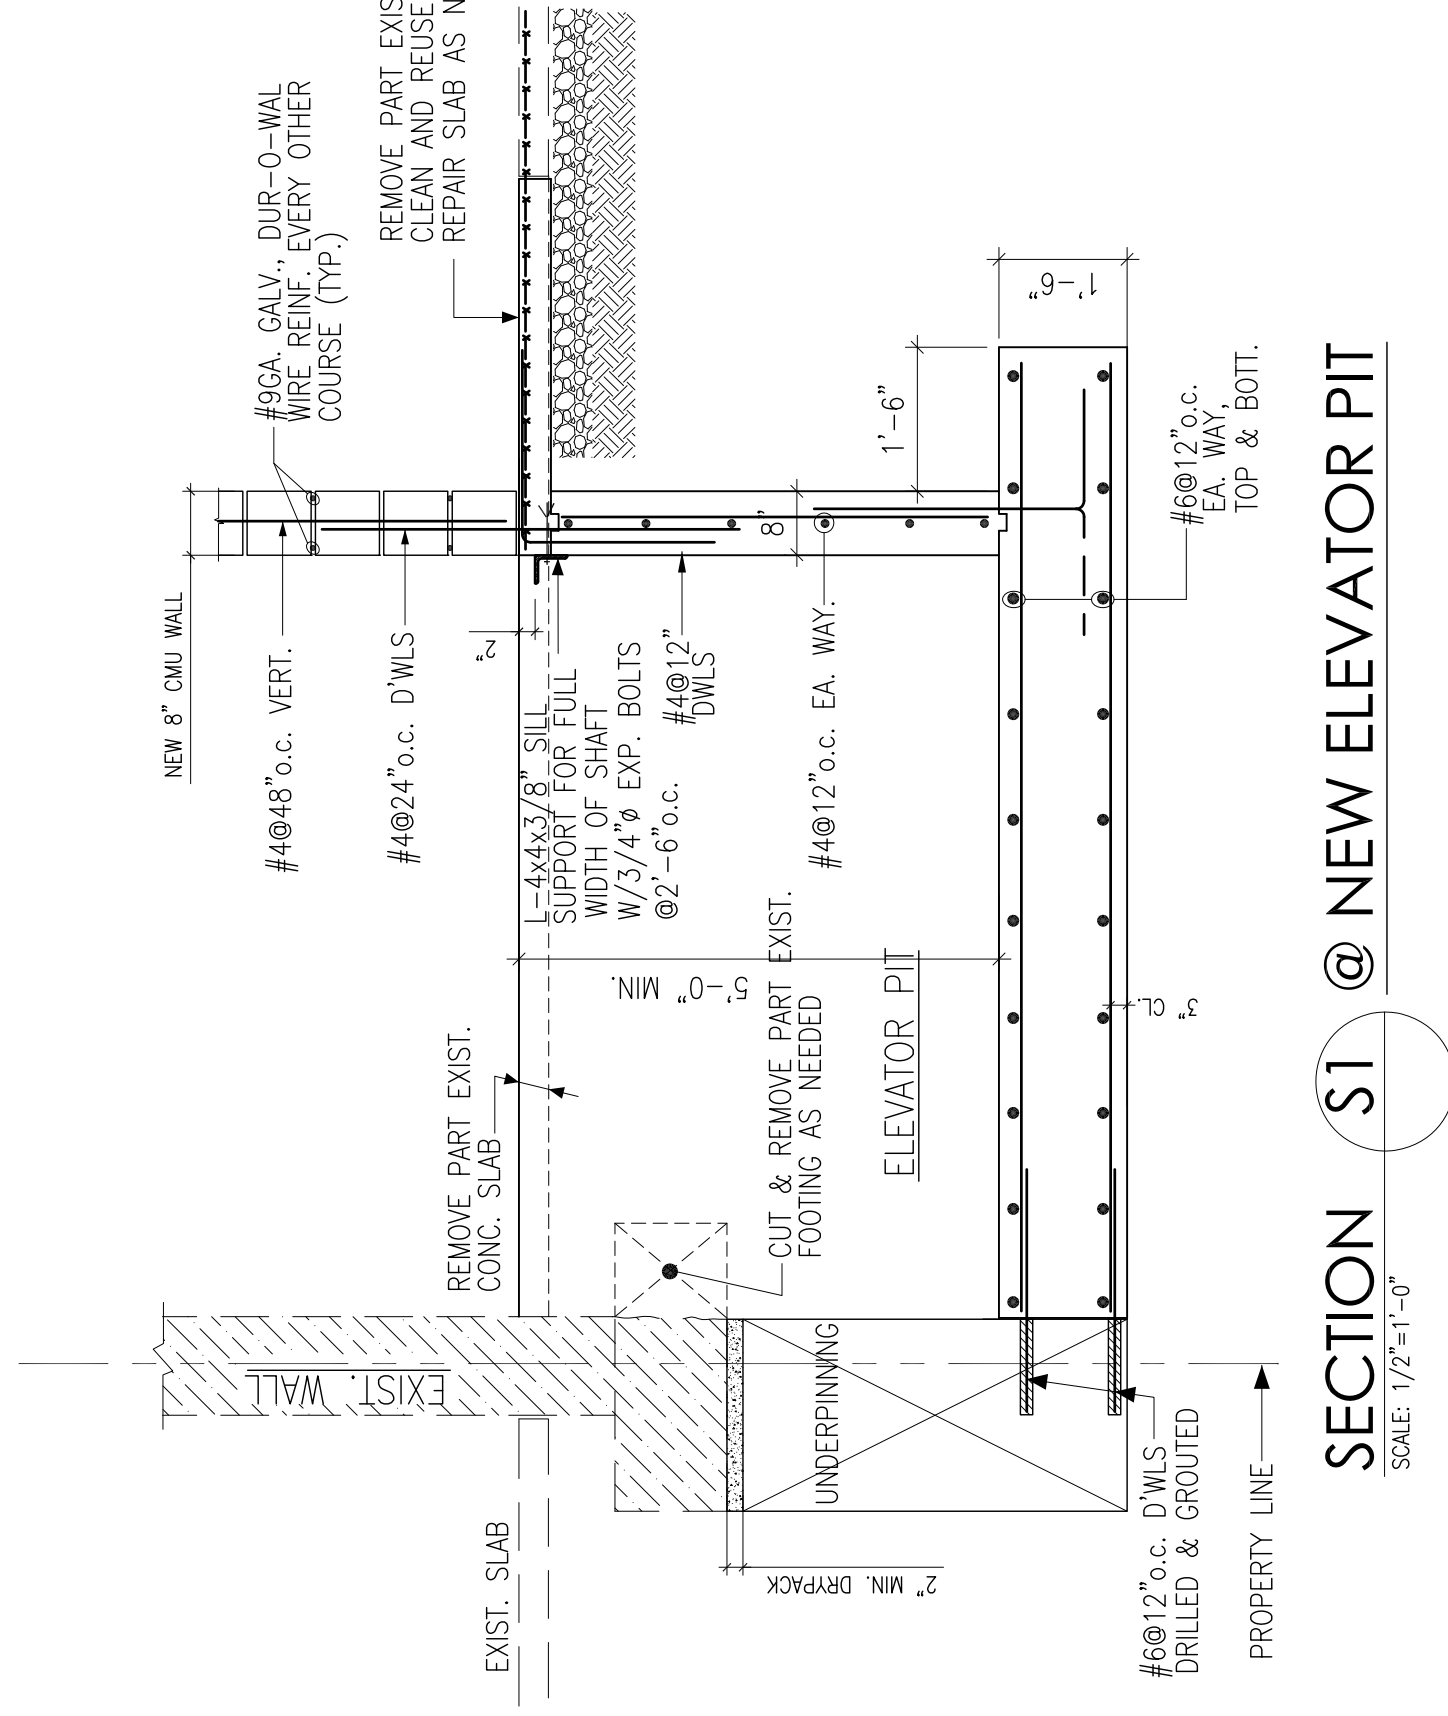 #9GA. GALV., DUR-O-WAL
WIRE REINF. EVERY OTHER
COURSE (TYP.)
REMOVE PART EXIS
CLEAN AND REUSE
REPAIR SLAB AS N
NEW 8" CMU WALL
#4@48"o.c. VERT.
#4@24"o.c. D'WLS
2"
L-4x4x3/8" SILL
SUPPORT FOR FULL
WIDTH OF SHAFT
W/3/4"ø EXP. BOLTS
@2'-6"o.c.
#4@12"
DWLS
8"
#4@12"o.c. EA. WAY.
1'-6"
1'-6"
#6@12"o.c.
EA. WAY,
TOP & BOTT.
REMOVE PART EXIST.
CONC. SLAB
5'-0" MIN.
CUT & REMOVE PART EXIST.
FOOTING AS NEEDED
ELEVATOR PIT
3" CL.
EXIST. WALL
EXIST. SLAB
UNDERPINNING
2" MIN. DRYPACK
#6@12"o.c. D'WLS
DRILLED & GROUTED
PROPERTY LINE
SECTION S1 @ NEW ELEVATOR PIT
SCALE: 1/2"=1'-0"